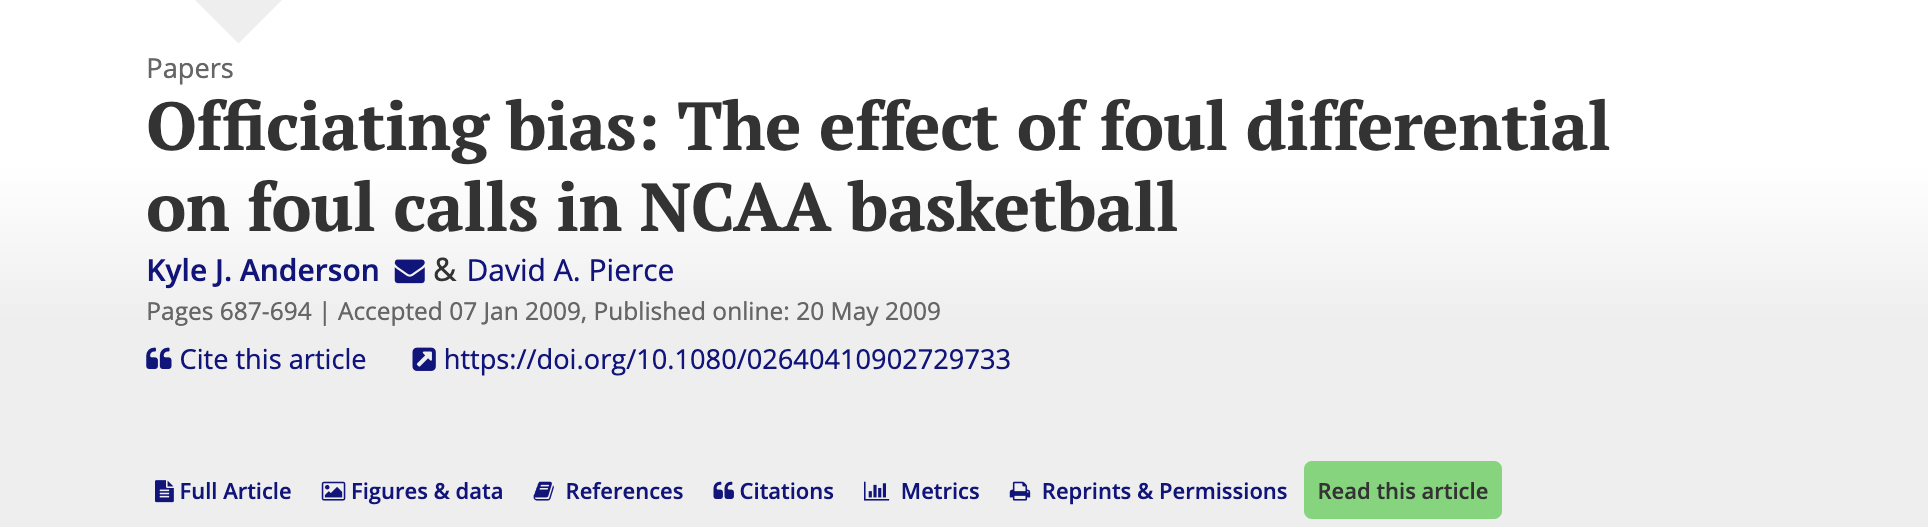 Papers
Officiating bias: The effect of foul differential
on foul calls in NCAA basketball
Kyle J. Anderson & David A. Pierce
Pages 687-694 | Accepted 07 Jan 2009, Published online: 20 May 2009
Cite this article https://doi.org/10.1080/02640410902729733
Full Article Figures & data References Citations Metrics Reprints & Permissions Read this article